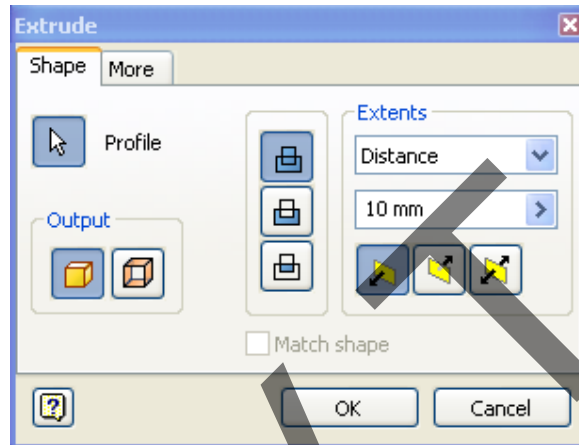 Extrude
Shape
More
Profile
Output
Extents
Distance
10 mm
Match shape
?
OK
Cancel